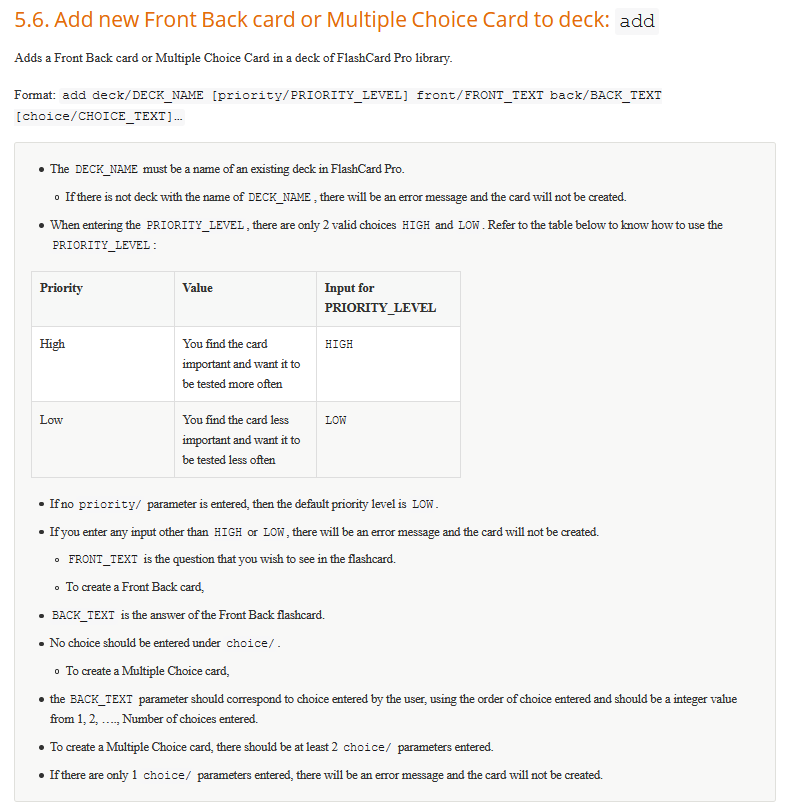 5.6. Add new Front Back card or Multiple Choice Card to deck: add
Adds a Front Back card or Multiple Choice Card in a deck of FlashCard Pro library.
Format: add deck/DECK_NAME [priority/PRIORITY_LEVEL] front/FRONT_TEXT back/BACK_TEXT
[choice/CHOICE_TEXT]…
• The DECK_NAME must be a name of an existing deck in FlashCard Pro.
◦ If there is not deck with the name of DECK_NAME , there will be an error message and the card will not be created.
• When entering the PRIORITY_LEVEL , there are only 2 valid choices HIGH and LOW . Refer to the table below to know how to use the
PRIORITY_LEVEL :
Priority Value Input for
PRIORITY_LEVEL
High You find the card HIGH
important and want it to
be tested more often
Low You find the card less LOW
important and want it to
be tested less often
• If no priority/ parameter is entered, then the default priority level is LOW .
• If you enter any input other than HIGH or LOW , there will be an error message and the card will not be created.
◦ FRONT_TEXT is the question that you wish to see in the flashcard.
◦ To create a Front Back card,
• BACK_TEXT is the answer of the Front Back flashcard.
• No choice should be entered under choice/ .
◦ To create a Multiple Choice card,
• the BACK_TEXT parameter should correspond to choice entered by the user, using the order of choice entered and should be a integer value
from 1, 2, …., Number of choices entered.
• To create a Multiple Choice card, there should be at least 2 choice/ parameters entered.
• If there are only 1 choice/ parameters entered, there will be an error message and the card will not be created.